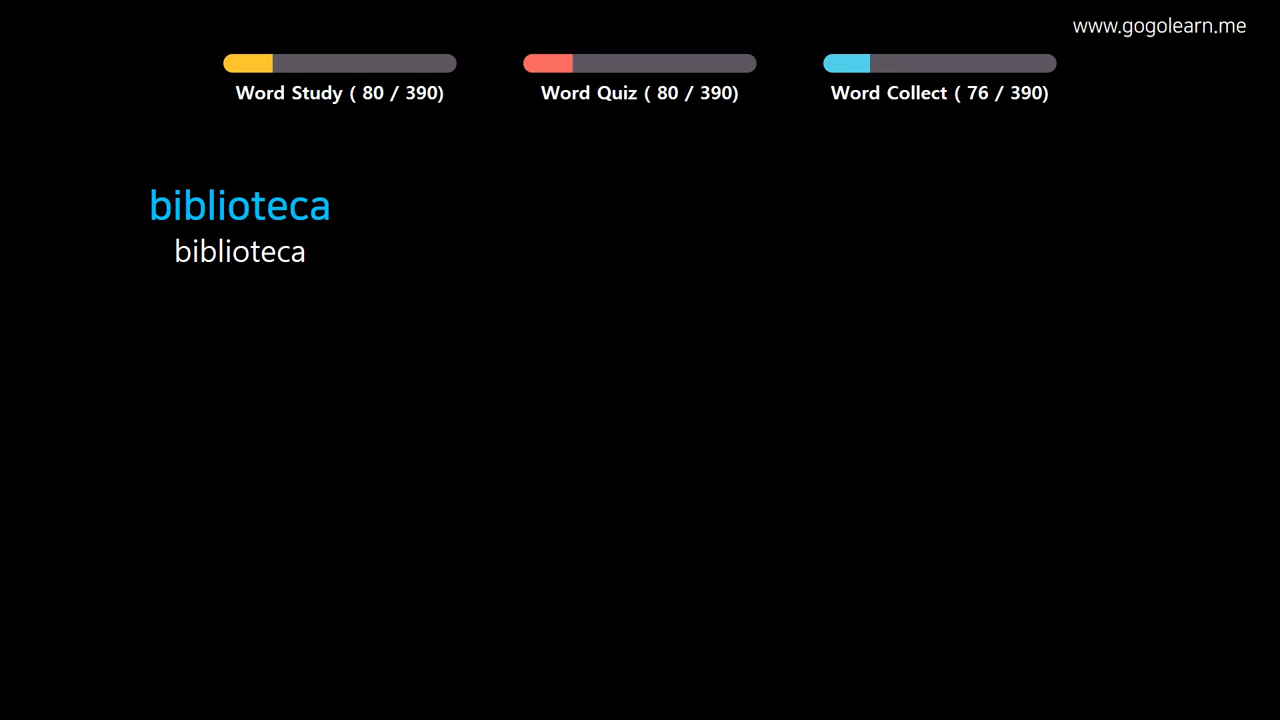 www.gogolearn.me
Word Study ( 80 / 390)
Word Quiz ( 80 / 390)
Word Collect ( 76 / 390)
biblioteca
biblioteca